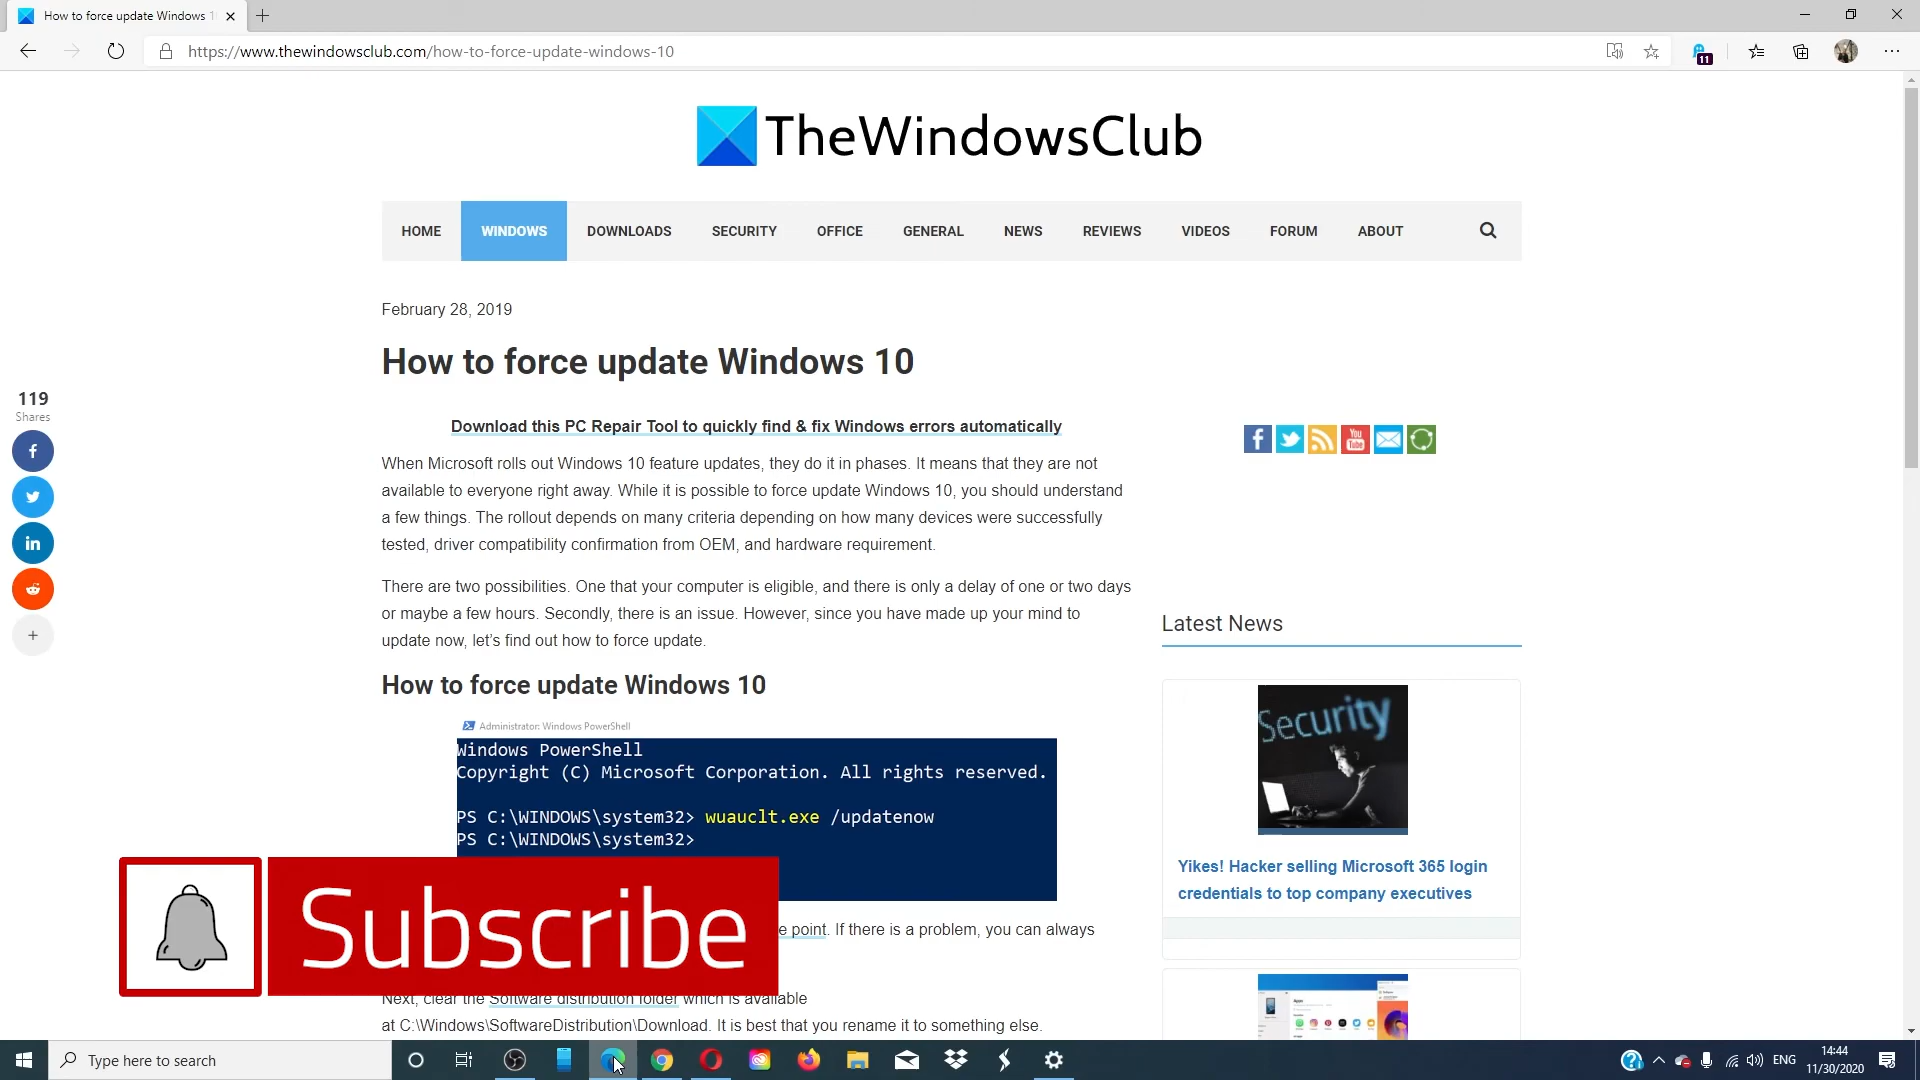 How to force update Windows 1
https://www.thewindowsclub.com/how-to-force-update-windows-10
11
TheWindowsClub
HOME WINDOWS DOWNLOADS SECURITY OFFICE GENERAL NEWS REVIEWS VIDEOS FORUM ABOUT
February 28, 2019
How to force update Windows 10
119
Shares
Download this PC Repair Tool to quickly find & fix Windows errors automatically
When Microsoft rolls out Windows 10 feature updates, they do it in phases. It means that they are not
available to everyone right away. While it is possible to force update Windows 10, you should understand
a few things. The rollout depends on many criteria depending on how many devices were successfully
tested, driver compatibility confirmation from OEM, and hardware requirement.
There are two possibilities. One that your computer is eligible, and there is only a delay of one or two days
or maybe a few hours. Secondly, there is an issue. However, since you have made up your mind to
update now, let's find out how to force update.
How to force update Windows 10
Administrator: Windows PowerShell
Windows PowerShell
Copyright (C) Microsoft Corporation. All rights reserved.
PS C:\WINDOWS\system32> wuauclt.exe /updatenow
PS C:\WINDOWS\system32>
Subscribe
e point. If there is a problem, you can always
Next, clear the Software distribution folder which is available
at C:\Windows\SoftwareDistribution\Download. It is best that you rename it to something else.
You Tube
Latest News
Security
Yikes! Hacker selling Microsoft 365 login
credentials to top company executives
Type here to search
ENG
14:44
11/30/2020